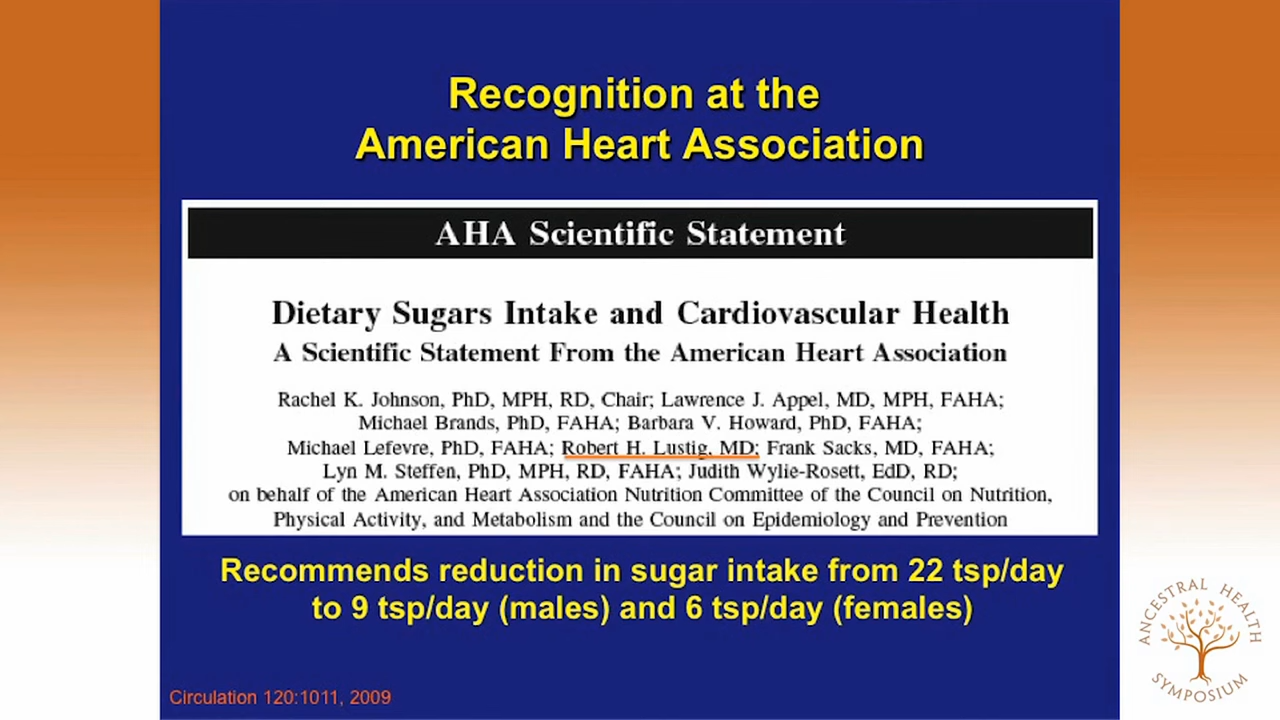 Recognition at the
American Heart Association
AHA Scientific Statement
Dietary Sugars Intake and Cardiovascular Health
A Scientific Statement From the American Heart Association
Rachel K. Johnson, PhD, MPH, RD, Chair; Lawrence J. Appel, MD, MPH, FAHA;
Michael Brands, PhD, FAHA; Barbara V. Howard, PhD, FAHA;
Michael Lefevre, PhD, FAHA; Robert H. Lustig, MD; Frank Sacks, MD, FAHA;
Lyn M. Steffen, PhD, MPH, RD, FAHA; Judith Wylie-Rosett, EdD, RD;
on behalf of the American Heart Association Nutrition Committee of the Council on Nutrition,
Physical Activity, and Metabolism and the Council on Epidemiology and Prevention
Recommends reduction in sugar intake from 22 tsp/day
to 9 tsp/day (males) and 6 tsp/day (females)
Circulation 120:1011, 2009
ANCESTRAL HEALTH
SYMPOSIUM